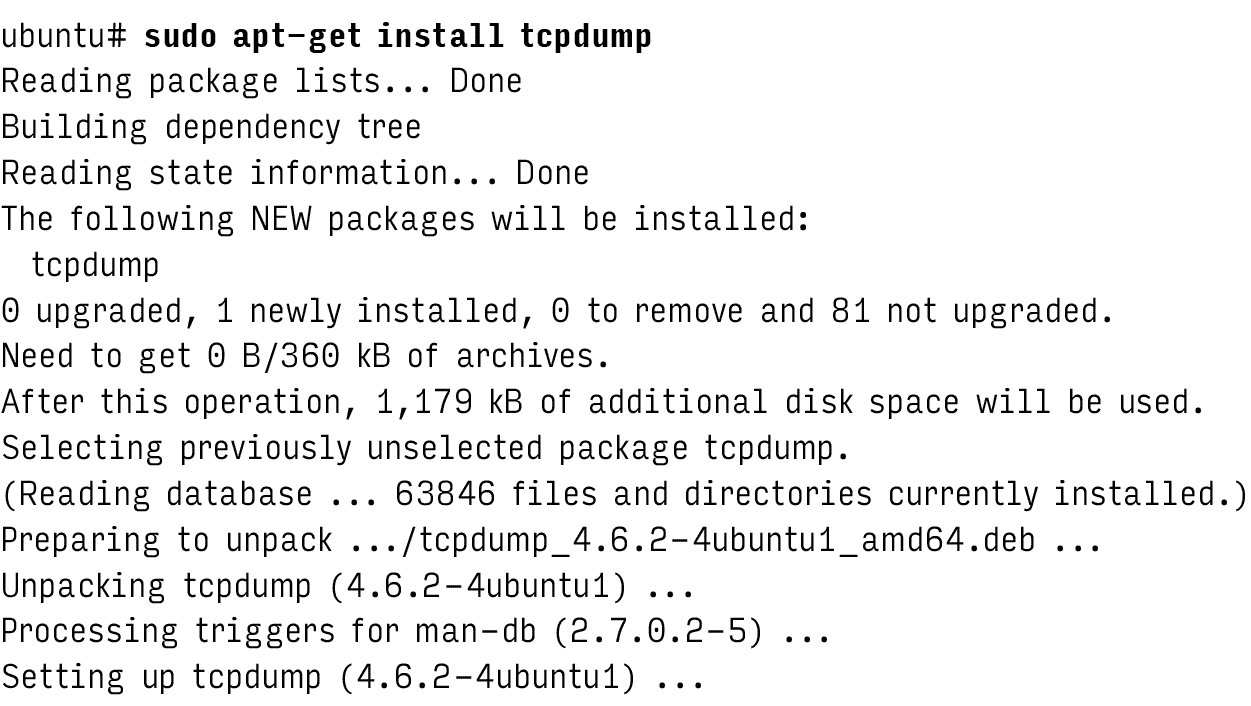 ubuntu# sudo apt-get install tcpdump
Reading package lists... Done
Building dependency tree
Reading state information... Done
The following NEW packages will be installed:
  tcpdump
0 upgraded, 1 newly installed, 0 to remove and 81 not upgraded.
Need to get 0 B/360 kB of archives.
After this operation, 1,179 kB of additional disk space will be used.
Selecting previously unselected package tcpdump.
(Reading database ... 63846 files and directories currently installed.)
Preparing to unpack .../tcpdump_4.6.2-4ubuntu1_amd64.deb ...
Unpacking tcpdump (4.6.2-4ubuntu1) ...
Processing triggers for man-db (2.7.0.2-5) ...
Setting up tcpdump (4.6.2-4ubuntu1) ...